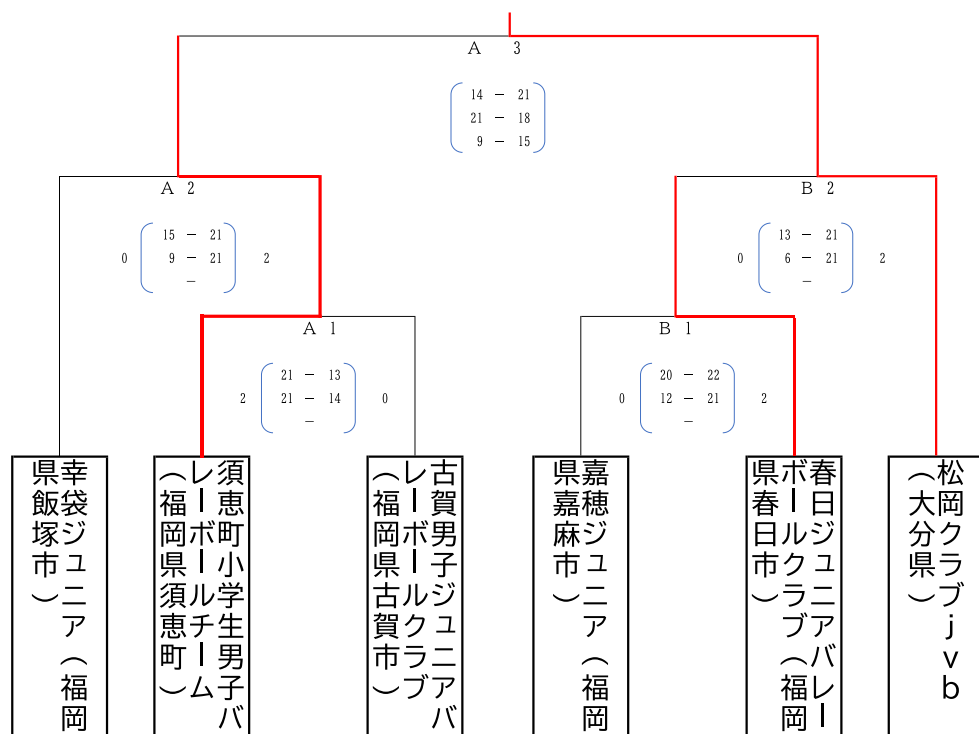 A 3
14 － 21
21 － 18
9 － 15
A 2
15 － 21
0 9 － 21 2
－
B 2
13 － 21
0 6 － 21 2
－
A 1
21 － 13
2 21 － 14 0
－
B 1
20 － 22
0 12 － 21 2
－
幸袋ジュニア（福岡
県飯塚市）
須恵町小学生男子バ
レーボールチーム
（福岡県須恵町）
古賀男子ジュニアバ
レーボールクラブ
（福岡県古賀市）
嘉穂ジュニア（福岡
県嘉麻市）
春日ジュニアバレー
ボールクラブ（福岡
県春日市）
松岡クラブｊｖｂ
（大分県）